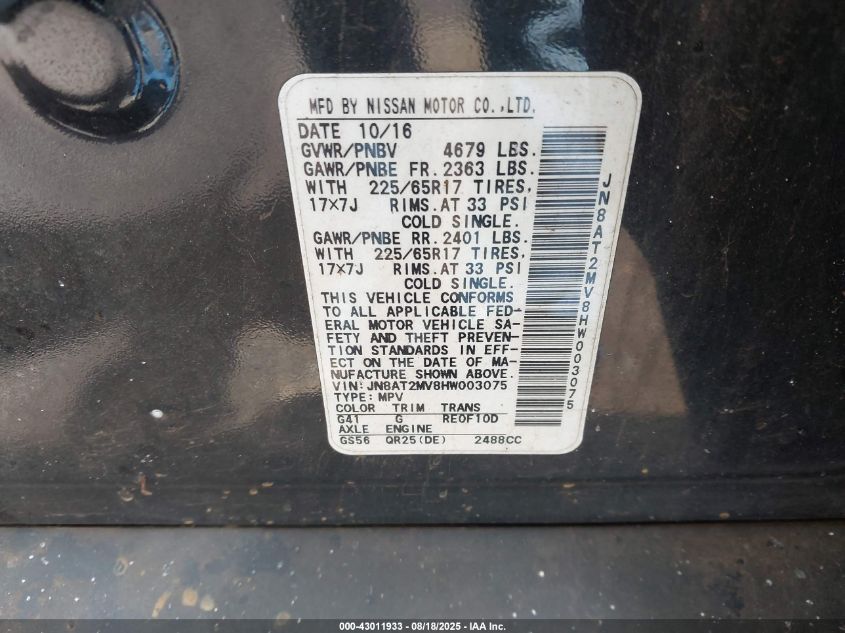 MFD BY NISSAN MOTOR CO.,LTD.
DATE 10/16
GVWR/PNBV 4679 LBS.
GAWR/PNBE FR. 2363 LBS.
WITH 225/65R17 TIRES,
17×7J RIMS.AT 33 PSI
COLD SINGLE.
GAWR/PNBE RR. 2401 LBS.
WITH 225/65R17 TIRES,
17×7J RIMS.AT 33 PSI
COLD SINGLE.
THIS VEHICLE CONFORMS
TO ALL APPLICABLE FED-
ERAL MOTOR VEHICLE SA-
FETY AND THEFT PREVEN-
TION STANDARDS IN EFF-
ECT ON THE DATE OF MA-
NUFACTURE SHOWN ABOVE.
VIN: JN8AT2MV8HW003075
TYPE: MPV
COLOR TRIM TRANS
G41 G RE0F10D
AXLE ENGINE
GS56 QR25(DE) 2488CC
JN8AT2MV8HW003075
000-43011933 - 08/18/2025 - IAA Inc.